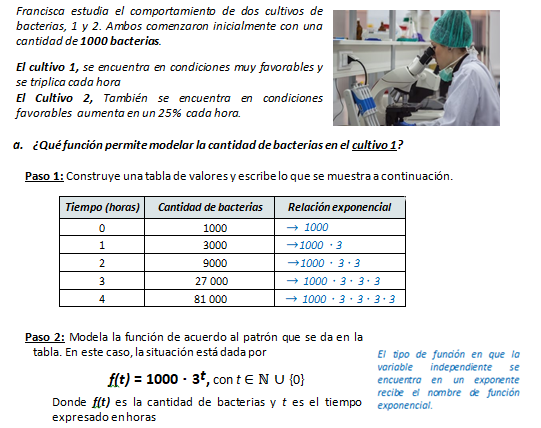 Francisca estudia el comportamiento de dos cultivos de
bacterias, 1 y 2. Ambos comenzaron inicialmente con una
cantidad de 1000 bacterias.
El cultivo 1, se encuentra en condiciones muy favorables y
se triplica cada hora
El Cultivo 2, También se encuentra en condiciones
favorables aumenta en un 25% cada hora.
a. ¿Qué función permite modelar la cantidad de bacterias en el cultivo 1?
Paso 1: Construye una tabla de valores y escribe lo que se muestra a continuación.
Tiempo (horas) Cantidad de bacterias Relación exponencial
0 1000 → 1000
1 3000 →1000 · 3
2 9000 →1000 · 3 · 3
3 27 000 → 1000 · 3 · 3 · 3
4 81 000 → 1000 · 3 · 3 · 3 · 3
Paso 2: Modela la función de acuerdo al patrón que se da en la
tabla. En este caso, la situación está dada por
f(t) = 1000 · 3ᵗ, con t ∈ ℕ ∪ {0}
Donde f(t) es la cantidad de bacterias y t es el tiempo
expresado en horas
El tipo de función en que la
variable independiente se
encuentra en un exponente
recibe el nombre de función
exponencial.